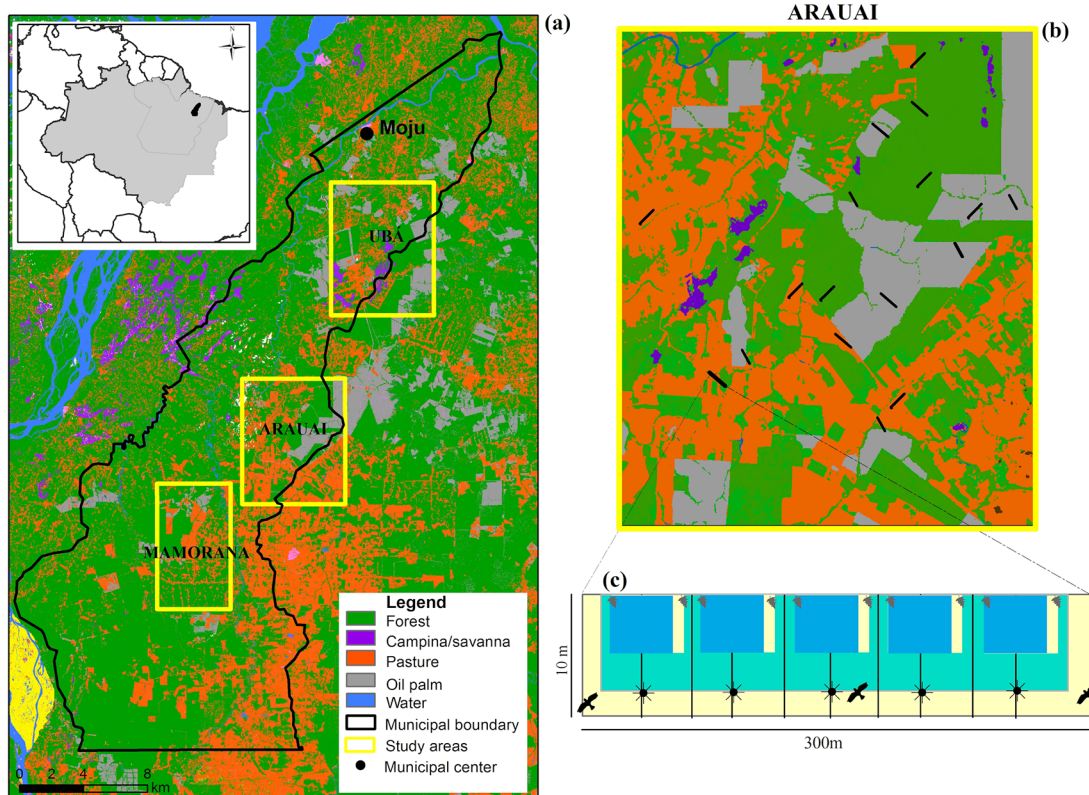 (a)
N
Moju
UBÁ
ARAUAI
MAMORANA
Legend
Forest
Campina/savanna
Pasture
Oil palm
Water
Municipal boundary
Study areas
Municipal center
0 2 4 8
km
ARAUAI
(b)
(c)
10 m
300m